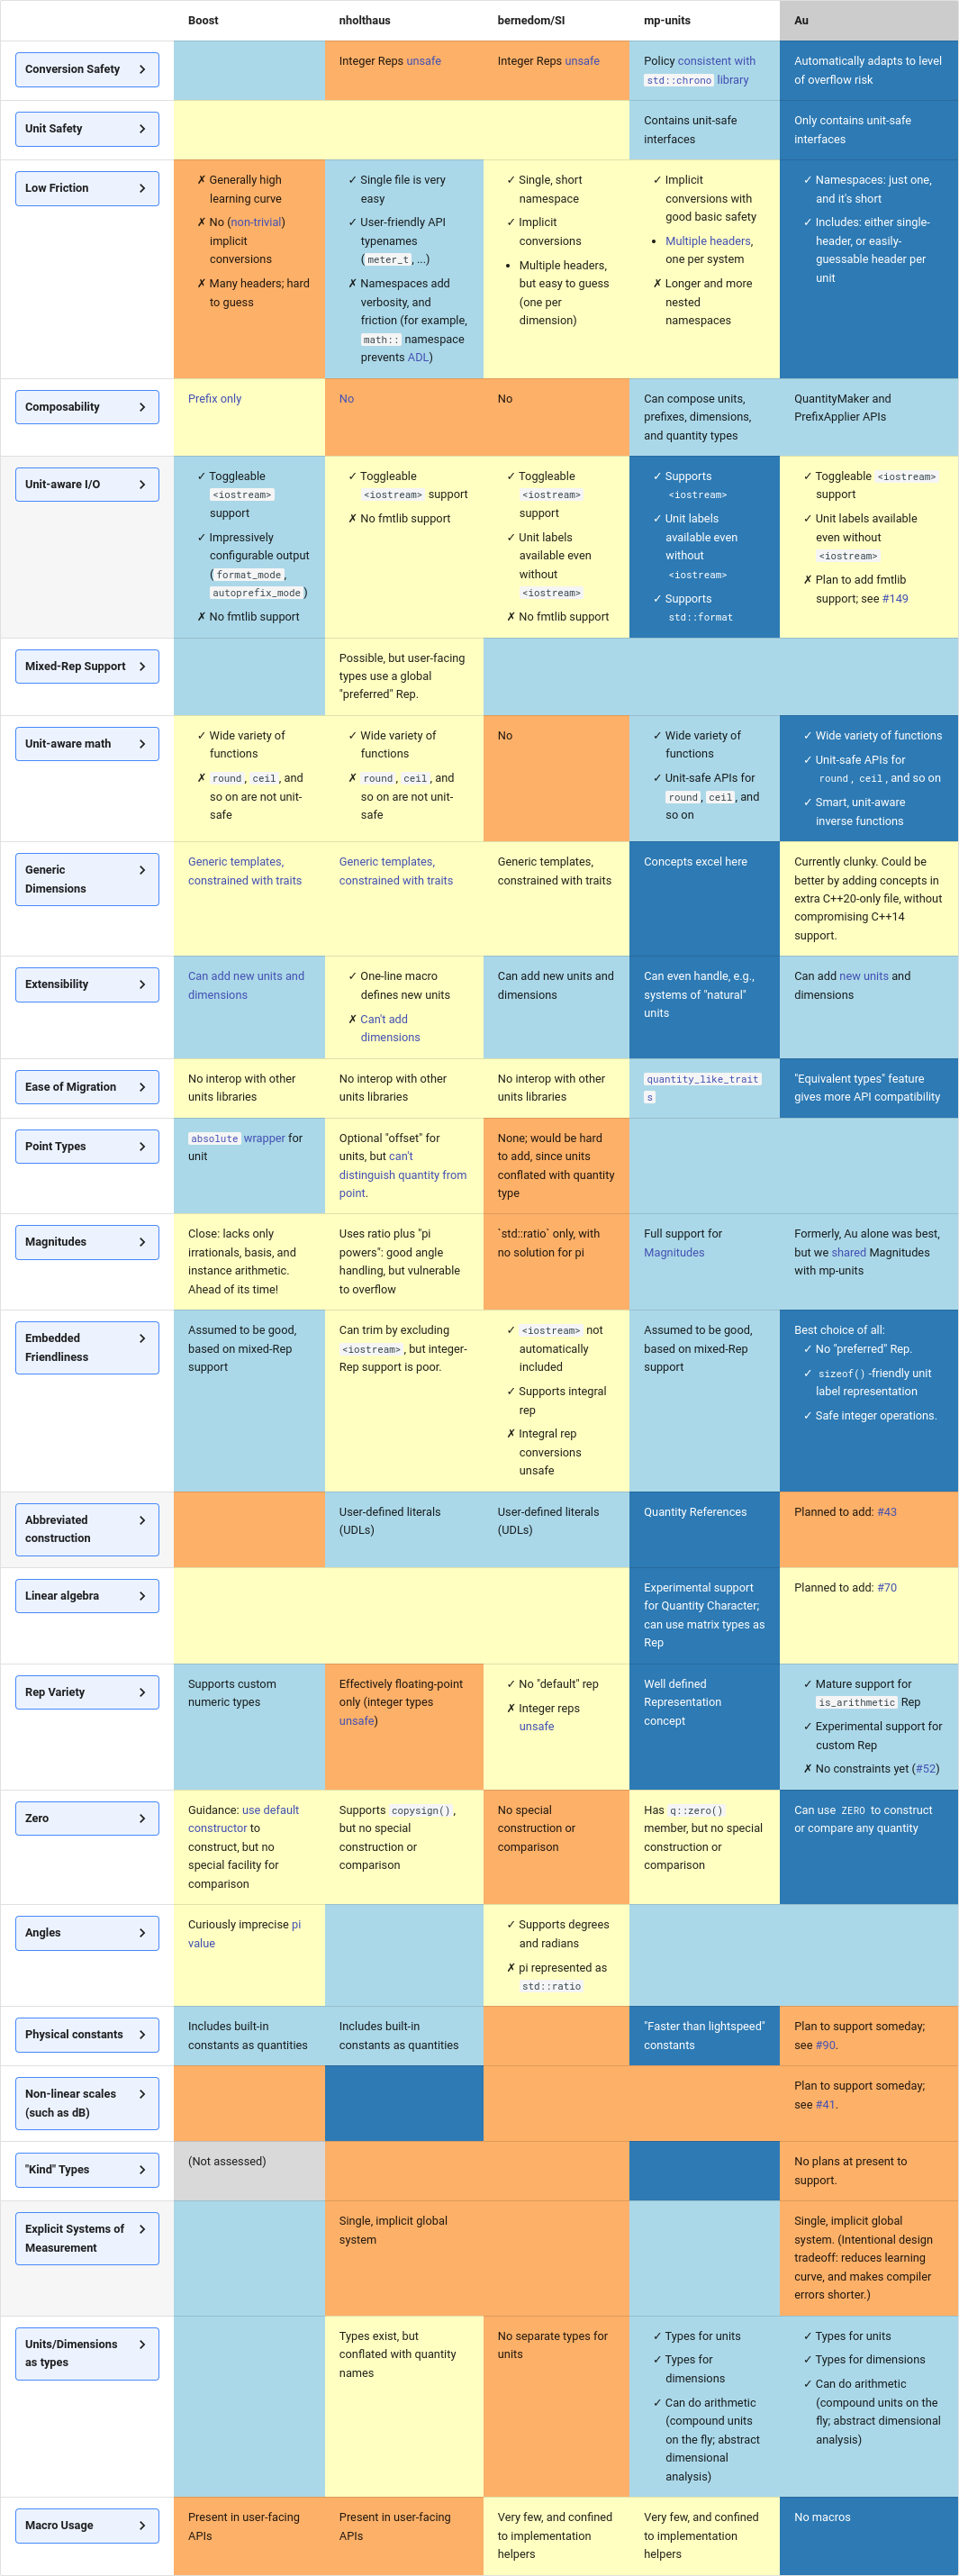 Boost nholthaus bernedom/SI mp-units Au
Conversion Safety
Integer Reps unsafe
Integer Reps unsafe
Policy consistent with
std::chrono library
Automatically adapts to level
of overflow risk
Unit Safety
Contains unit-safe
interfaces
Only contains unit-safe
interfaces
Low Friction
✗ Generally high
learning curve
✗ No (non-trivial)
implicit
conversions
✗ Many headers; hard
to guess
✓ Single file is very
easy
✓ User-friendly API
typenames
(meter_t, ...)
✗ Namespaces add
verbosity, and
friction (for example,
math:: namespace
prevents ADL)
✓ Single, short
namespace
✓ Implicit
conversions
• Multiple headers,
but easy to guess
(one per
dimension)
✓ Implicit
conversions with
good basic safety
• Multiple headers,
one per system
✗ Longer and more
nested
namespaces
✓ Namespaces: just one,
and it's short
✓ Includes: either single-
header, or easily-
guessable header per
unit
Composability
Prefix only
No
No
Can compose units,
prefixes, dimensions,
and quantity types
QuantityMaker and
PrefixApplier APIs
Unit-aware I/O
✓ Toggleable
<iostream>
support
✓ Impressively
configurable output
(format_mode,
autoprefix_mode)
✗ No fmtlib support
✓ Toggleable
<iostream> support
✗ No fmtlib support
✓ Toggleable
<iostream>
support
✓ Unit labels
available even
without
<iostream>
✗ No fmtlib support
✓ Supports
<iostream>
✓ Unit labels
available even
without
<iostream>
✓ Supports
std::format
✓ Toggleable <iostream>
support
✓ Unit labels available
even without
<iostream>
✗ Plan to add fmtlib
support; see #149
Mixed-Rep Support
Possible, but user-facing
types use a global
"preferred" Rep.
Unit-aware math
✓ Wide variety of
functions
✗ round, ceil, and
so on are not unit-
safe
✓ Wide variety of
functions
✗ round, ceil, and
so on are not unit-
safe
No
✓ Wide variety of
functions
✓ Unit-safe APIs for
round, ceil, and
so on
✓ Wide variety of functions
✓ Unit-safe APIs for
round, ceil, and so on
✓ Smart, unit-aware
inverse functions
Generic
Dimensions
Generic templates,
constrained with traits
Generic templates,
constrained with traits
Generic templates,
constrained with traits
Concepts excel here
Currently clunky. Could be
better by adding concepts in
extra C++20-only file, without
compromising C++14
support.
Extensibility
Can add new units and
dimensions
✓ One-line macro
defines new units
✗ Can't add
dimensions
Can add new units and
dimensions
Can even handle, e.g.,
systems of "natural"
units
Can add new units and
dimensions
Ease of Migration
No interop with other
units libraries
No interop with other
units libraries
No interop with other
units libraries
quantity_like_trait
s
"Equivalent types" feature
gives more API compatibility
Point Types
absolute wrapper for
unit
Optional "offset" for
units, but can't
distinguish quantity from
point.
None; would be hard
to add, since units
conflated with quantity
type
Magnitudes
Close: lacks only
irrationals, basis, and
instance arithmetic.
Ahead of its time!
Uses ratio plus "pi
powers": good angle
handling, but vulnerable
to overflow
`std::ratio` only, with
no solution for pi
Full support for
Magnitudes
Formerly, Au alone was best,
but we shared Magnitudes
with mp-units
Embedded
Friendliness
Assumed to be good,
based on mixed-Rep
support
Can trim by excluding
<iostream>, but integer-
Rep support is poor.
✓ <iostream> not
automatically
included
✓ Supports integral
rep
✗ Integral rep
conversions
unsafe
Assumed to be good,
based on mixed-Rep
support
Best choice of all:
✓ No "preferred" Rep.
✓ sizeof()-friendly unit
label representation
✓ Safe integer operations.
Abbreviated
construction
User-defined literals
(UDLs)
User-defined literals
(UDLs)
Quantity References
Planned to add: #43
Linear algebra
Experimental support
for Quantity Character;
can use matrix types as
Rep
Planned to add: #70
Rep Variety
Supports custom
numeric types
Effectively floating-point
only (integer types
unsafe)
✓ No "default" rep
✗ Integer reps
unsafe
Well defined
Representation
concept
✓ Mature support for
is_arithmetic Rep
✓ Experimental support for
custom Rep
✗ No constraints yet (#52)
Zero
Guidance: use default
constructor to
construct, but no
special facility for
comparison
Supports copysign(),
but no special
construction or
comparison
No special
construction or
comparison
Has q::zero()
member, but no special
construction or
comparison
Can use ZERO to construct
or compare any quantity
Angles
Curiously imprecise pi
value
✓ Supports degrees
and radians
✗ pi represented as
std::ratio
Physical constants
Includes built-in
constants as quantities
Includes built-in
constants as quantities
"Faster than lightspeed"
constants
Plan to support someday;
see #90.
Non-linear scales
(such as dB)
Plan to support someday;
see #41.
"Kind" Types
(Not assessed)
No plans at present to
support.
Explicit Systems of
Measurement
Single, implicit global
system
Single, implicit global
system. (Intentional design
tradeoff: reduces learning
curve, and makes compiler
errors shorter.)
Units/Dimensions
as types
Types exist, but
conflated with quantity
names
No separate types for
units
✓ Types for units
✓ Types for
dimensions
✓ Can do arithmetic
(compound units
on the fly; abstract
dimensional
analysis)
✓ Types for units
✓ Types for dimensions
✓ Can do arithmetic
(compound units on the
fly; abstract dimensional
analysis)
Macro Usage
Present in user-facing
APIs
Present in user-facing
APIs
Very few, and confined
to implementation
helpers
Very few, and confined
to implementation
helpers
No macros